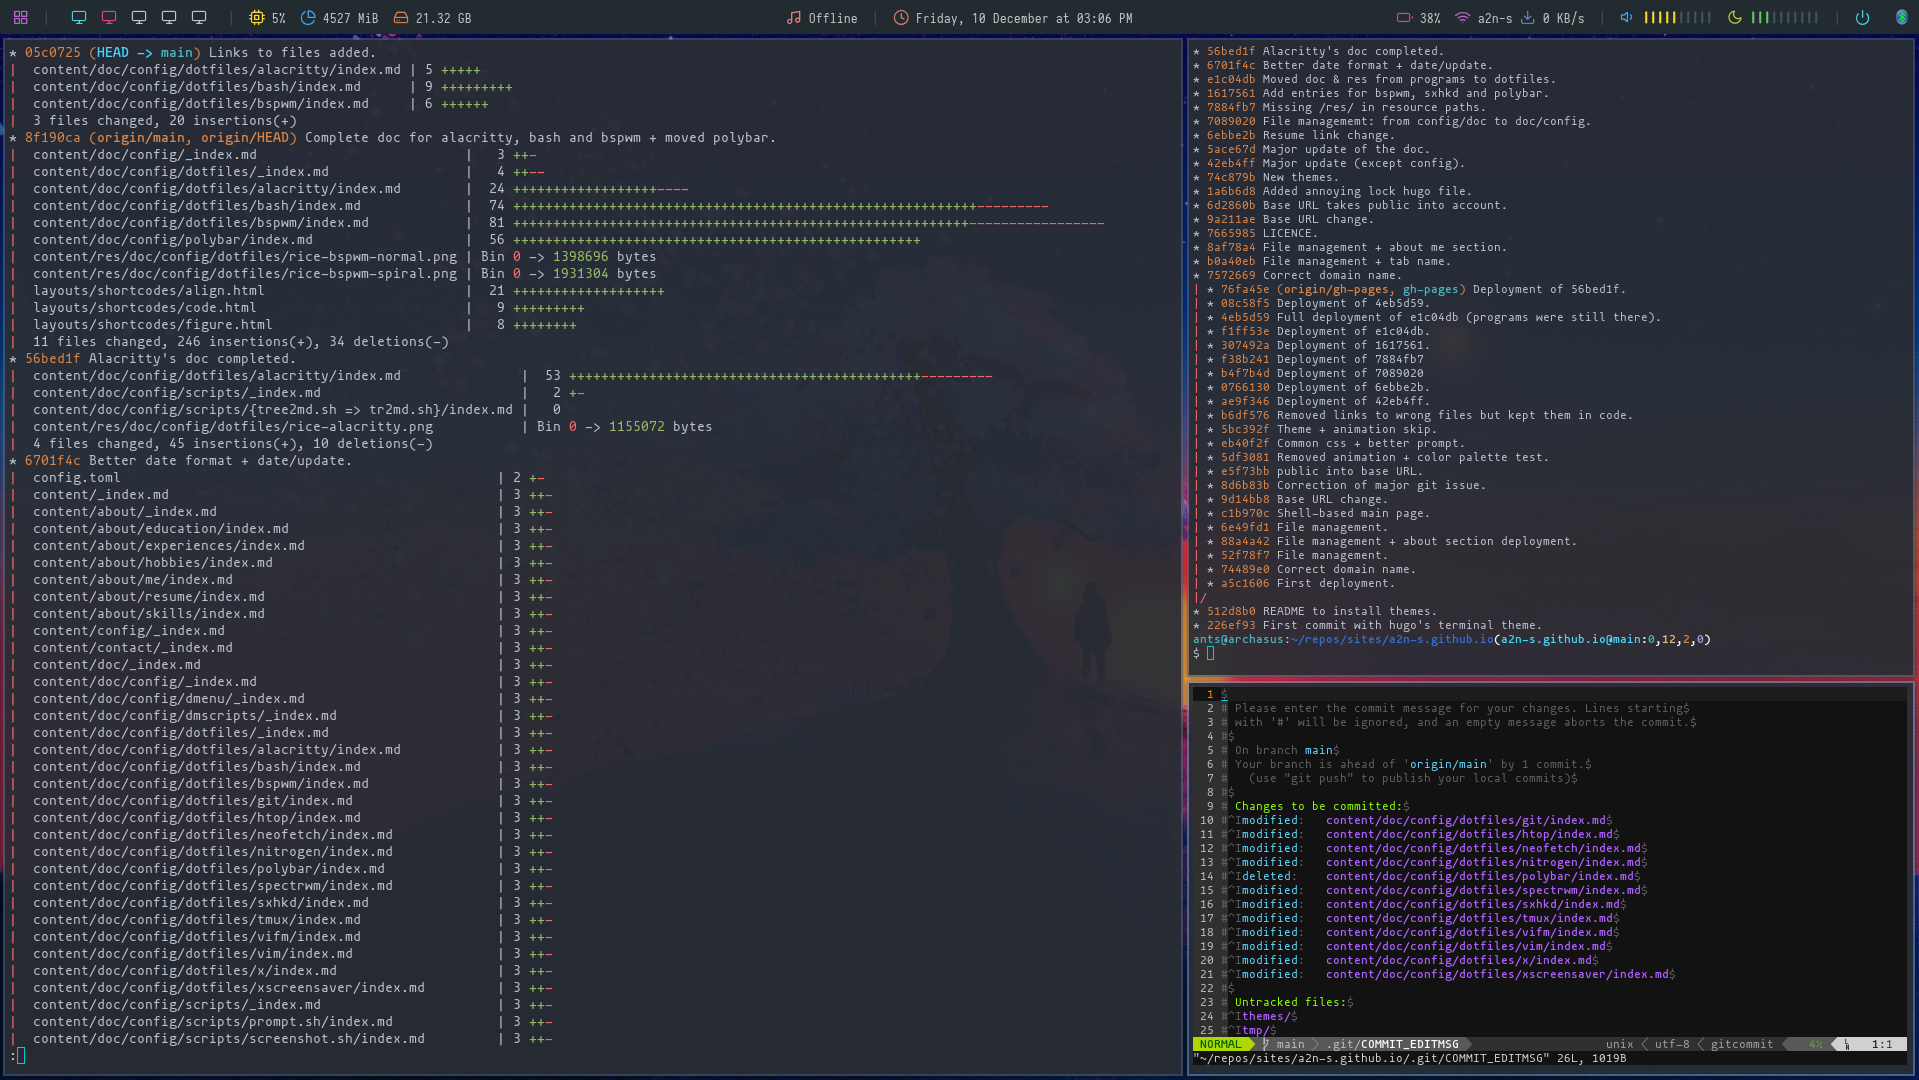 5% 4527 MiB 21.32 GB Offline Friday, 10 December at 03:06 PM 38% a2n-s 0 KB/s
* 05c0725 (HEAD -> main) Links to files added.
| content/doc/config/dotfiles/alacritty/index.md | 5 +++++
| content/doc/config/dotfiles/bash/index.md | 9 +++++++++
| content/doc/config/dotfiles/bspwm/index.md | 6 ++++++
| 3 files changed, 20 insertions(+)
* 8f190ca (origin/main, origin/HEAD) Complete doc for alacritty, bash and bspwm + moved polybar.
| content/doc/config/_index.md | 3 ++-
| content/doc/config/dotfiles/_index.md | 4 ++--
| content/doc/config/dotfiles/alacritty/index.md | 24 ++++++++++++++++++----
| content/doc/config/dotfiles/bash/index.md | 74 ++++++++++++++++++++++++++++++++++++++++++++++++++++++++++---------
| content/doc/config/dotfiles/bspwm/index.md | 81 +++++++++++++++++++++++++++++++++++++++++++++++++++++++++-----------------
| content/doc/config/polybar/index.md | 56 +++++++++++++++++++++++++++++++++++++++++++++++++++
| content/res/doc/config/dotfiles/rice-bspwm-normal.png | Bin 0 -> 1398696 bytes
| content/res/doc/config/dotfiles/rice-bspwm-spiral.png | Bin 0 -> 1931304 bytes
| layouts/shortcodes/align.html | 21 +++++++++++++++++++
| layouts/shortcodes/code.html | 9 +++++++++
| layouts/shortcodes/figure.html | 8 ++++++++
| 11 files changed, 246 insertions(+), 34 deletions(-)
* 56bed1f Alacritty's doc completed.
| content/doc/config/dotfiles/alacritty/index.md | 53 ++++++++++++++++++++++++++++++++++++++++++++---------
| content/doc/config/scripts/_index.md | 2 +-
| content/doc/config/scripts/{tree2md.sh => tr2md.sh}/index.md | 0
| content/res/doc/config/dotfiles/rice-alacritty.png | Bin 0 -> 1155072 bytes
| 4 files changed, 45 insertions(+), 10 deletions(-)
* 6701f4c Better date format + date/update.
| config.toml | 2 +-
| content/_index.md | 3 ++-
| content/about/_index.md | 3 ++-
| content/about/education/index.md | 3 ++-
| content/about/experiences/index.md | 3 ++-
| content/about/hobbies/index.md | 3 ++-
| content/about/me/index.md | 3 ++-
| content/about/resume/index.md | 3 ++-
| content/about/skills/index.md | 3 ++-
| content/config/_index.md | 3 ++-
| content/contact/_index.md | 3 ++-
| content/doc/_index.md | 3 ++-
| content/doc/config/_index.md | 3 ++-
| content/doc/config/dmenu/_index.md | 3 ++-
| content/doc/config/dmscripts/_index.md | 3 ++-
| content/doc/config/dotfiles/_index.md | 3 ++-
| content/doc/config/dotfiles/alacritty/index.md | 3 ++-
| content/doc/config/dotfiles/bash/index.md | 3 ++-
| content/doc/config/dotfiles/bspwm/index.md | 3 ++-
| content/doc/config/dotfiles/git/index.md | 3 ++-
| content/doc/config/dotfiles/htop/index.md | 3 ++-
| content/doc/config/dotfiles/neofetch/index.md | 3 ++-
| content/doc/config/dotfiles/nitrogen/index.md | 3 ++-
| content/doc/config/dotfiles/polybar/index.md | 3 ++-
| content/doc/config/dotfiles/spectrwm/index.md | 3 ++-
| content/doc/config/dotfiles/sxhkd/index.md | 3 ++-
| content/doc/config/dotfiles/tmux/index.md | 3 ++-
| content/doc/config/dotfiles/vifm/index.md | 3 ++-
| content/doc/config/dotfiles/vim/index.md | 3 ++-
| content/doc/config/dotfiles/x/index.md | 3 ++-
| content/doc/config/dotfiles/xscreensaver/index.md | 3 ++-
| content/doc/config/scripts/_index.md | 3 ++-
| content/doc/config/scripts/prompt.sh/index.md | 3 ++-
| content/doc/config/scripts/screenshot.sh/index.md | 3 ++-
:
* 56bed1f Alacritty's doc completed.
* 6701f4c Better date format + date/update.
* e1c04db Moved doc & res from programs to dotfiles.
* 1617561 Add entries for bspwm, sxhkd and polybar.
* 7884fb7 Missing /res/ in resource paths.
* 7089020 File managememt: from config/doc to doc/config.
* 6ebbe2b Resume link change.
* 5ace67d Major update of the doc.
* 42eb4ff Major update (except config).
* 74c879b New themes.
* 1a6b6d8 Added annoying lock hugo file.
* 6d2860b Base URL takes public into account.
* 9a211ae Base URL change.
* 7665985 LICENCE.
* 8af78a4 File management + about me section.
* b0a40eb File management + tab name.
* 7572669 Correct domain name.
| * 76fa45e (origin/gh-pages, gh-pages) Deployment of 56bed1f.
| * 08c58f5 Deployment of 4eb5d59.
| * 4eb5d59 Full deployment of e1c04db (programs were still there).
| * f1ff53e Deployment of e1c04db.
| * 307492a Deployment of 1617561.
| * f38b241 Deployment of 7884fb7
| * b4f7b4d Deployment of 7089020
| * 0766130 Deployment of 6ebbe2b.
| * ae9f346 Deployment of 42eb4ff.
| * b6df576 Removed links to wrong files but kept them in code.
| * 5bc392f Theme + animation skip.
| * eb40f2f Common css + better prompt.
| * 5df3081 Removed animation + color palette test.
| * e5f73bb public into base URL.
| * 8d6b83b Correction of major git issue.
| * 9d14bb8 Base URL change.
| * c1b970c Shell-based main page.
| * 6e49fd1 File management.
| * 88a4a42 File management + about section deployment.
| * 52f78f7 File management.
| * 74489e0 Correct domain name.
| * a5c1606 First deployment.
|/
* 512d8b0 README to install themes.
* 226ef93 First commit with hugo's terminal theme.
ants@archasus:~/repos/sites/a2n-s.github.io(a2n-s.github.io@main:0,12,2,0)
$
1 $
2 # Please enter the commit message for your changes. Lines starting$
3 # with '#' will be ignored, and an empty message aborts the commit.$
4 #$
5 # On branch main$
6 # Your branch is ahead of 'origin/main' by 1 commit.$
7 #   (use "git push" to publish your local commits)$
8 #$
9 # Changes to be committed:$
10 #^Imodified:   content/doc/config/dotfiles/git/index.md$
11 #^Imodified:   content/doc/config/dotfiles/htop/index.md$
12 #^Imodified:   content/doc/config/dotfiles/neofetch/index.md$
13 #^Imodified:   content/doc/config/dotfiles/nitrogen/index.md$
14 #^Ideleted:    content/doc/config/dotfiles/polybar/index.md$
15 #^Imodified:   content/doc/config/dotfiles/spectrwm/index.md$
16 #^Imodified:   content/doc/config/dotfiles/sxhkd/index.md$
17 #^Imodified:   content/doc/config/dotfiles/tmux/index.md$
18 #^Imodified:   content/doc/config/dotfiles/vifm/index.md$
19 #^Imodified:   content/doc/config/dotfiles/vim/index.md$
20 #^Imodified:   content/doc/config/dotfiles/x/index.md$
21 #^Imodified:   content/doc/config/dotfiles/xscreensaver/index.md$
22 #$
23 # Untracked files:$
24 #^Ithemes/$
25 #^Itmp/$
NORMAL main .git/COMMIT_EDITMSG unix utf-8 gitcommit 4% 1:1
"~/repos/sites/a2n-s.github.io/.git/COMMIT_EDITMSG" 26L, 1019B